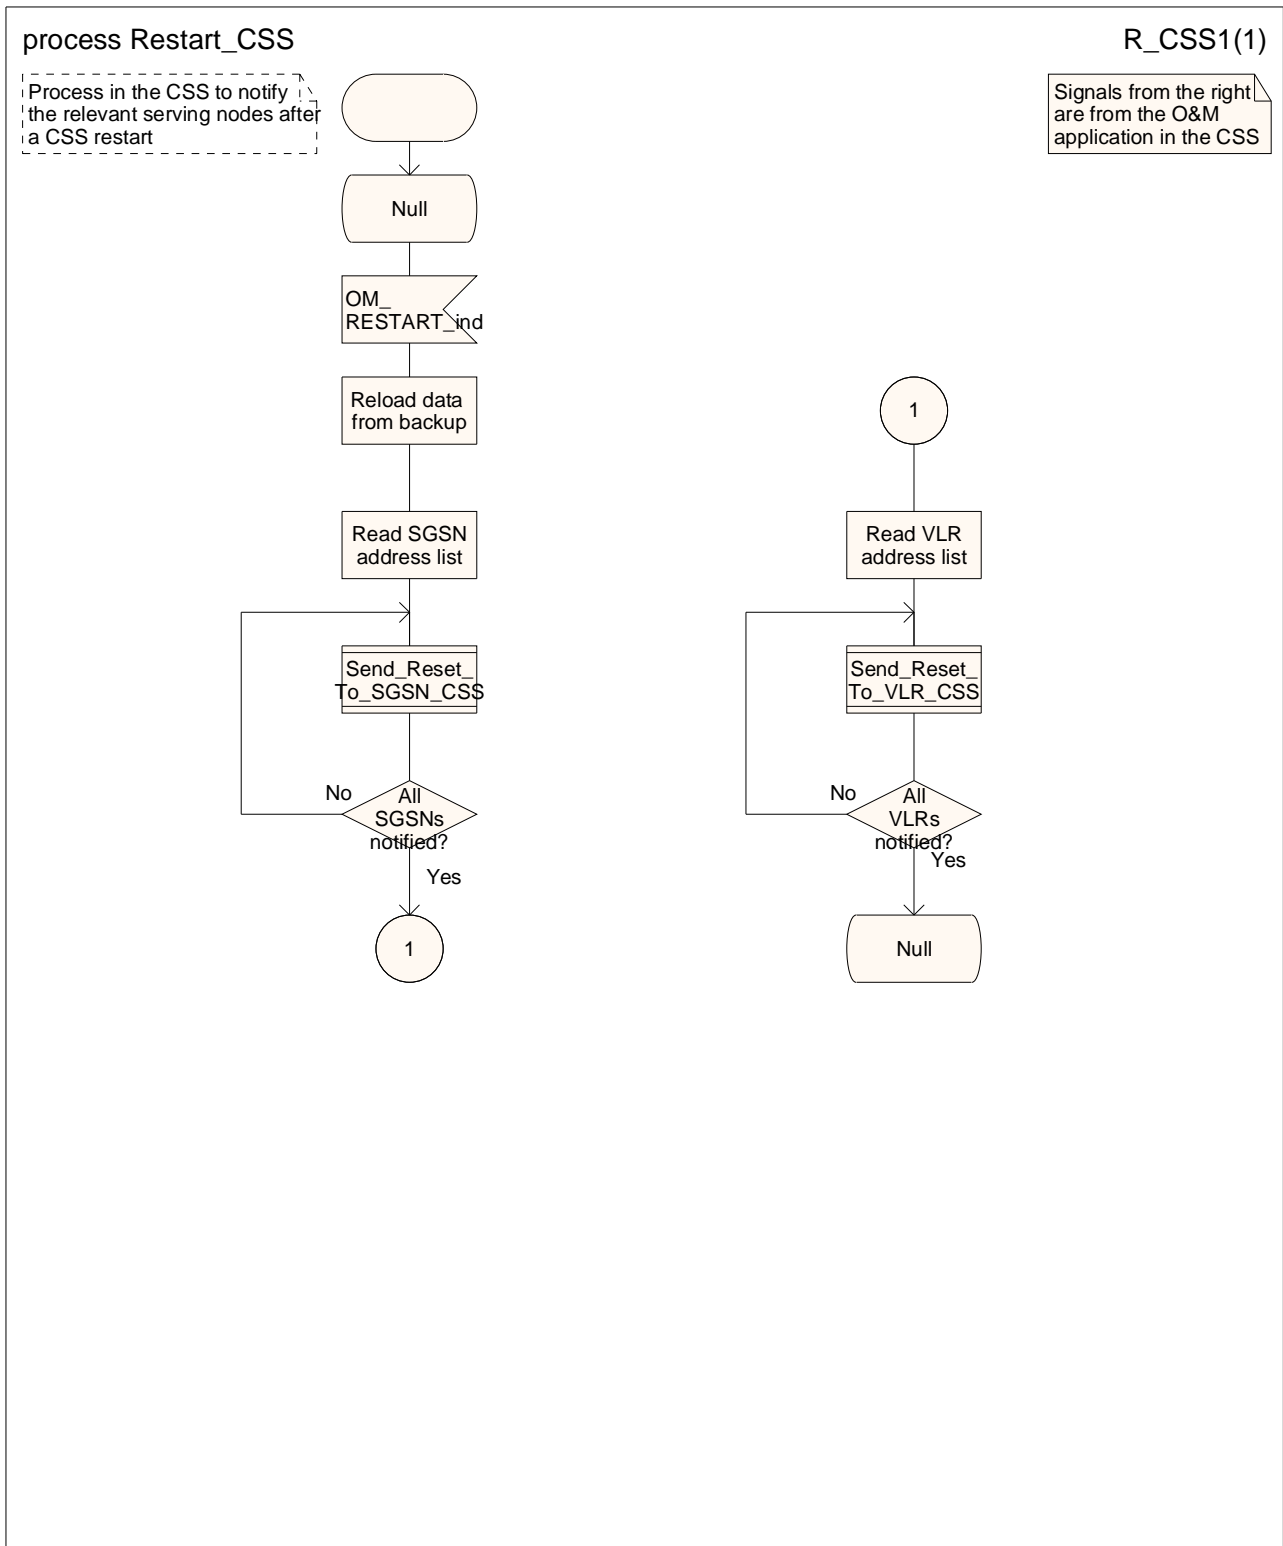 process Restart_CSS
R_CSS1(1)
Process in the CSS to notify
the relevant serving nodes after
a CSS restart
Signals from the right
are from the O&M
application in the CSS
Null
OM_
RESTART_ind
Reload data
from backup
Read SGSN
address list
Send_Reset_
To_SGSN_CSS
No
All
SGSNs
notified?
Yes
1
1
Read VLR
address list
Send_Reset_
To_VLR_CSS
No
All
VLRs
notified?
Yes
Null